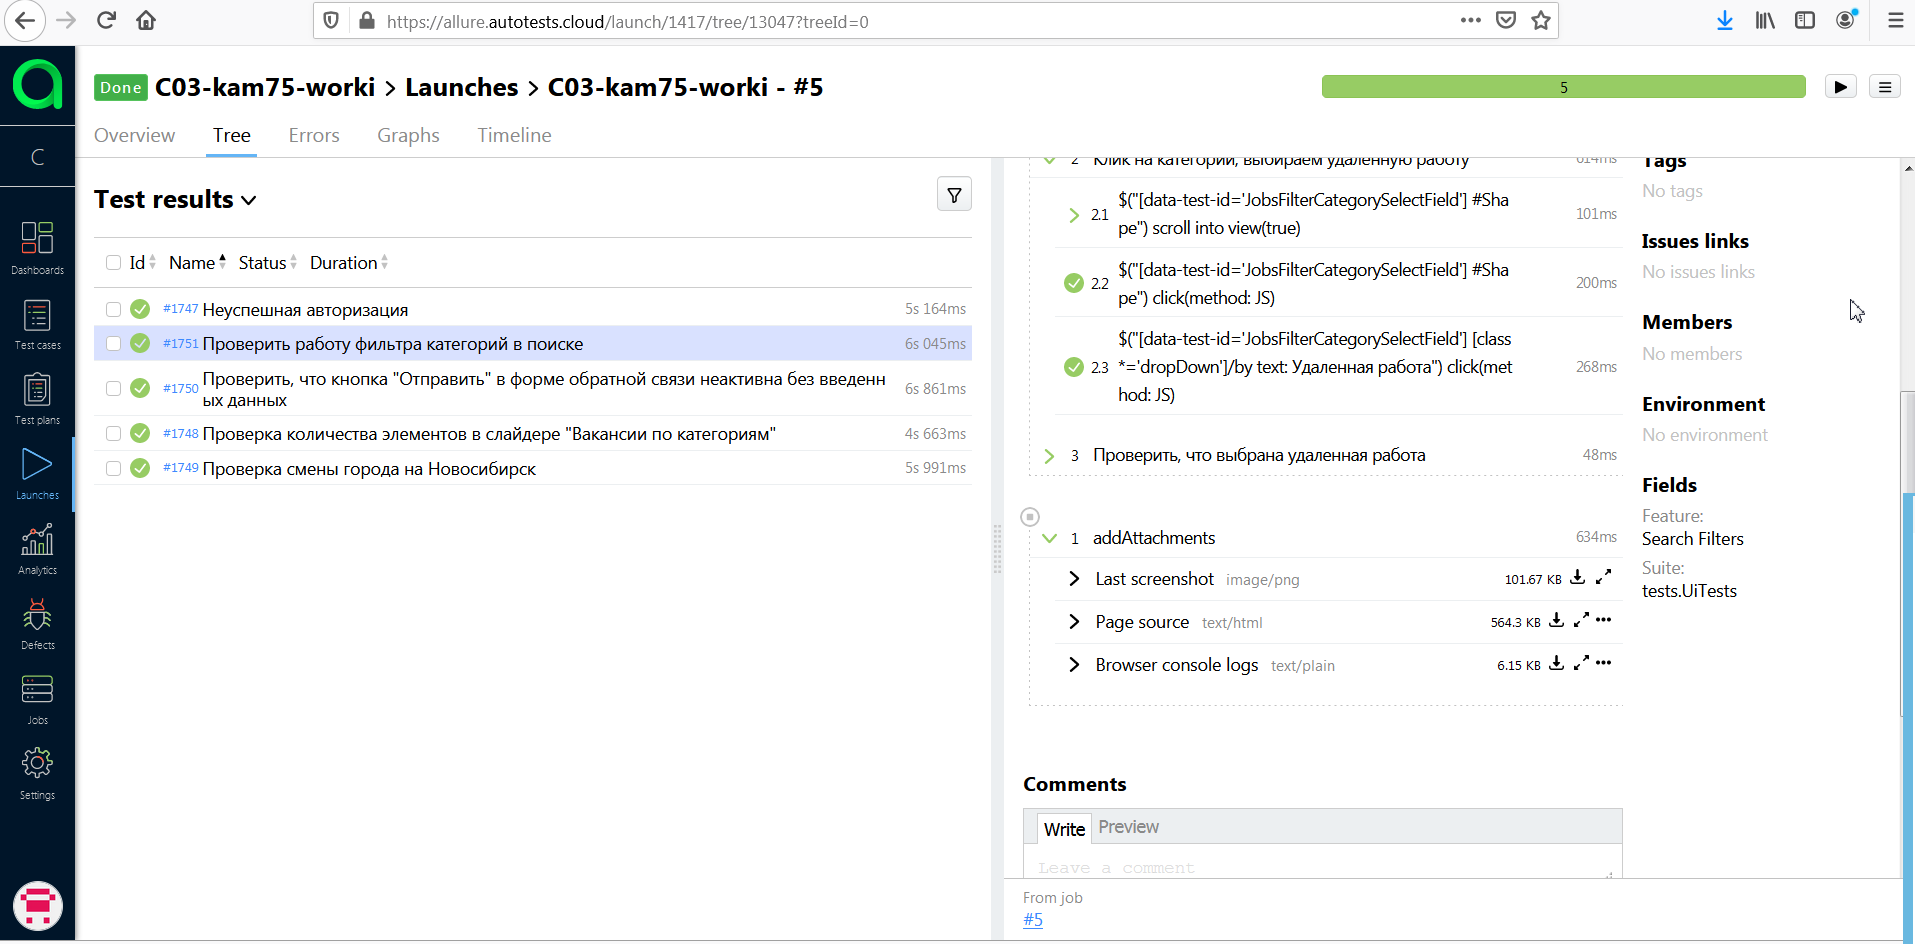 https://allure.autotests.cloud/launch/1417/tree/13047?treeId=0
Done C03-kam75-worki > Launches > C03-kam75-worki - #5
5
Overview Tree Errors Graphs Timeline
C
Dashboards
Test cases
Test plans
Launches
Analytics
Defects
Jobs
Settings
Test results
Id Name Status Duration
#1747 Неуспешная авторизация 5s 164ms
#1751 Проверить работу фильтра категорий в поиске 6s 045ms
#1750 Проверить, что кнопка "Отправить" в форме обратной связи неактивна без введенн
ых данных 6s 861ms
#1748 Проверка количества элементов в слайдере "Вакансии по категориям" 4s 663ms
#1749 Проверка смены города на Новосибирск 5s 991ms
2 Клик на категории, выбираем удаленную работу 614ms
2.1 $("[data-test-id='JobsFilterCategorySelectField'] #Sha
pe") scroll into view(true) 101ms
2.2 $("[data-test-id='JobsFilterCategorySelectField'] #Sha
pe") click(method: JS) 200ms
2.3 $("[data-test-id='JobsFilterCategorySelectField'] [class
*='dropDown']/by text: Удаленная работа") click(met
hod: JS) 268ms
3 Проверить, что выбрана удаленная работа 48ms
1 addAttachments 634ms
Last screenshot image/png 101.67 KB
Page source text/html 564.3 KB
Browser console logs text/plain 6.15 KB
Comments
Write Preview
Leave a comment
From job
#5
Tags
No tags
Issues links
No issues links
Members
No members
Environment
No environment
Fields
Feature:
Search Filters
Suite:
tests.UiTests